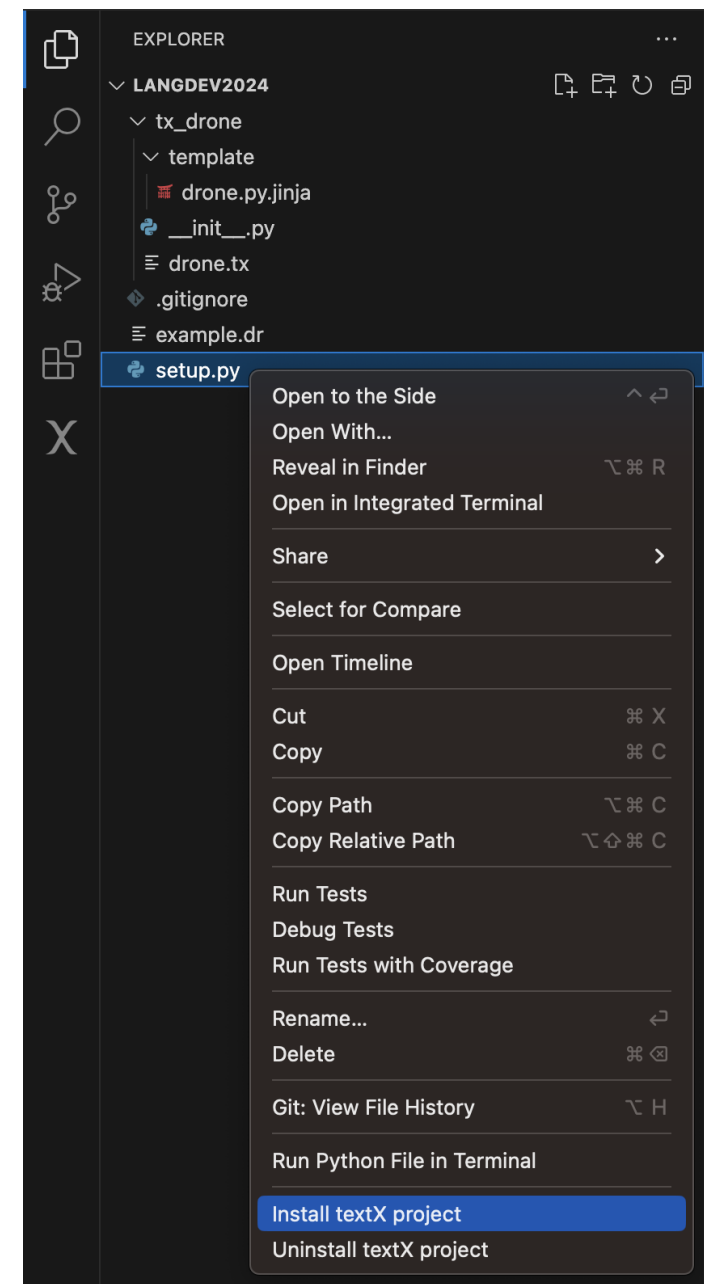 EXPLORER
LANGDEV2024
tx_drone
template
drone.py.jinja
__init__.py
drone.tx
.gitignore
example.dr
setup.py
Open to the Side ^ ⏎
Open With...
Reveal in Finder ⌥⌘ R
Open in Integrated Terminal
Share
Select for Compare
Open Timeline
Cut ⌘ X
Copy ⌘ C
Copy Path ⌥⌘ C
Copy Relative Path ⌥⇧⌘ C
Run Tests
Debug Tests
Run Tests with Coverage
Rename... ⏎
Delete ⌘⌫
Git: View File History ⌥ H
Run Python File in Terminal
Install textX project
Uninstall textX project